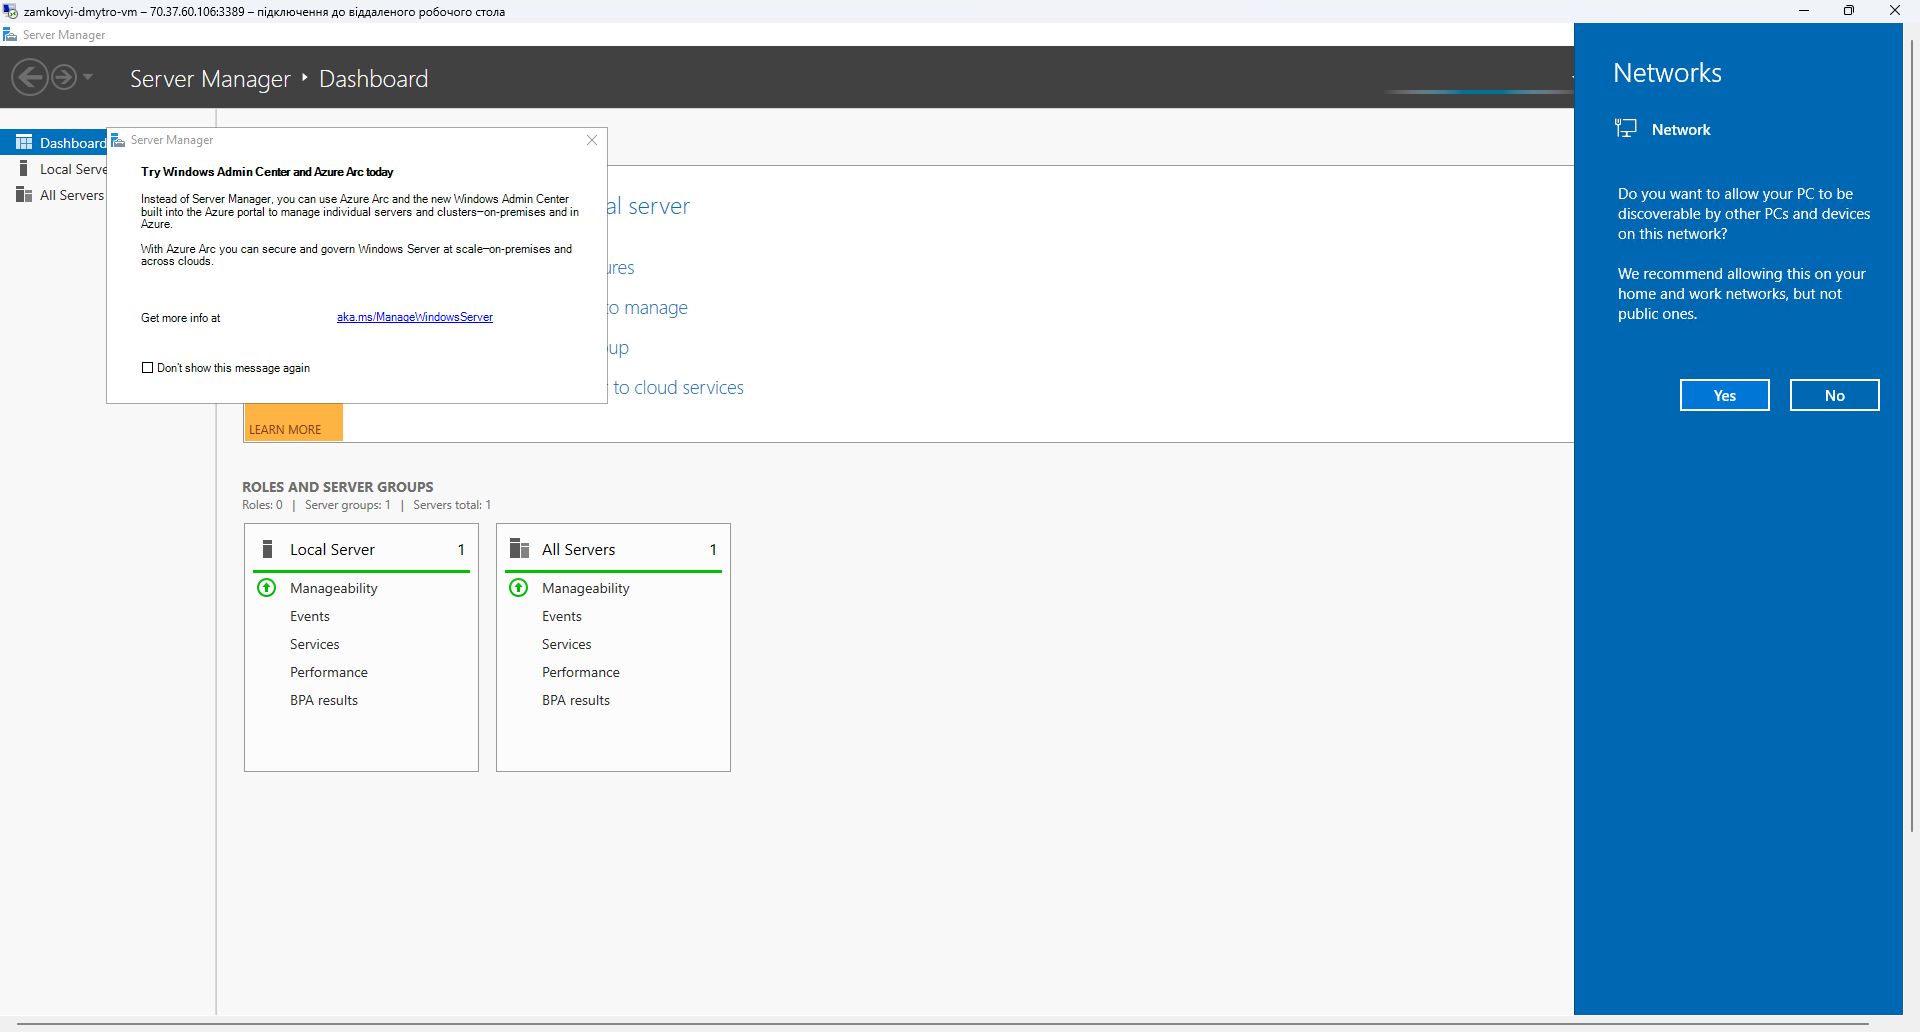 zamkovyi-dmytro-vm – 70.37.60.106:3389 – підключення до віддаленого робочого стола
Server Manager
Server Manager
Dashboard
Dashboard
Local Serve
All Servers
Server Manager
Try Windows Admin Center and Azure Arc today
Instead of Server Manager, you can use Azure Arc and the new Windows Admin Center
built into the Azure portal to manage individual servers and clusters–on-premises and in
Azure.
With Azure Arc you can secure and govern Windows Server at scale–on-premises and
across clouds.
Get more info at aka.ms/ManageWindowsServer
Don't show this message again
al server
ures
to manage
up
to cloud services
LEARN MORE
ROLES AND SERVER GROUPS
Roles: 0 | Server groups: 1 | Servers total: 1
Local Server 1
Manageability
Events
Services
Performance
BPA results
All Servers 1
Manageability
Events
Services
Performance
BPA results
Networks
Network
Do you want to allow your PC to be
discoverable by other PCs and devices
on this network?
We recommend allowing this on your
home and work networks, but not
public ones.
Yes
No